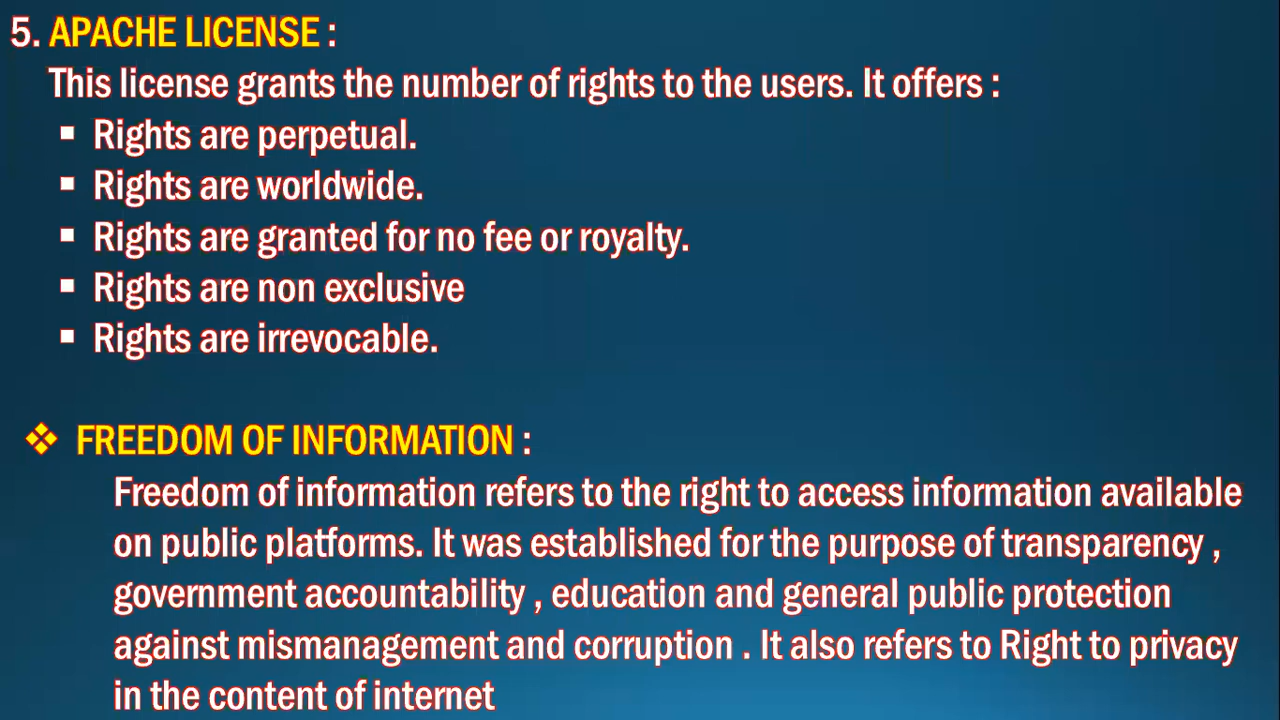 5. APACHE LICENSE :
This license grants the number of rights to the users. It offers :
▪ Rights are perpetual.
▪ Rights are worldwide.
▪ Rights are granted for no fee or royalty.
▪ Rights are non exclusive
▪ Rights are irrevocable.
❖ FREEDOM OF INFORMATION :
Freedom of information refers to the right to access information available
on public platforms. It was established for the purpose of transparency ,
government accountability , education and general public protection
against mismanagement and corruption . It also refers to Right to privacy
in the content of internet